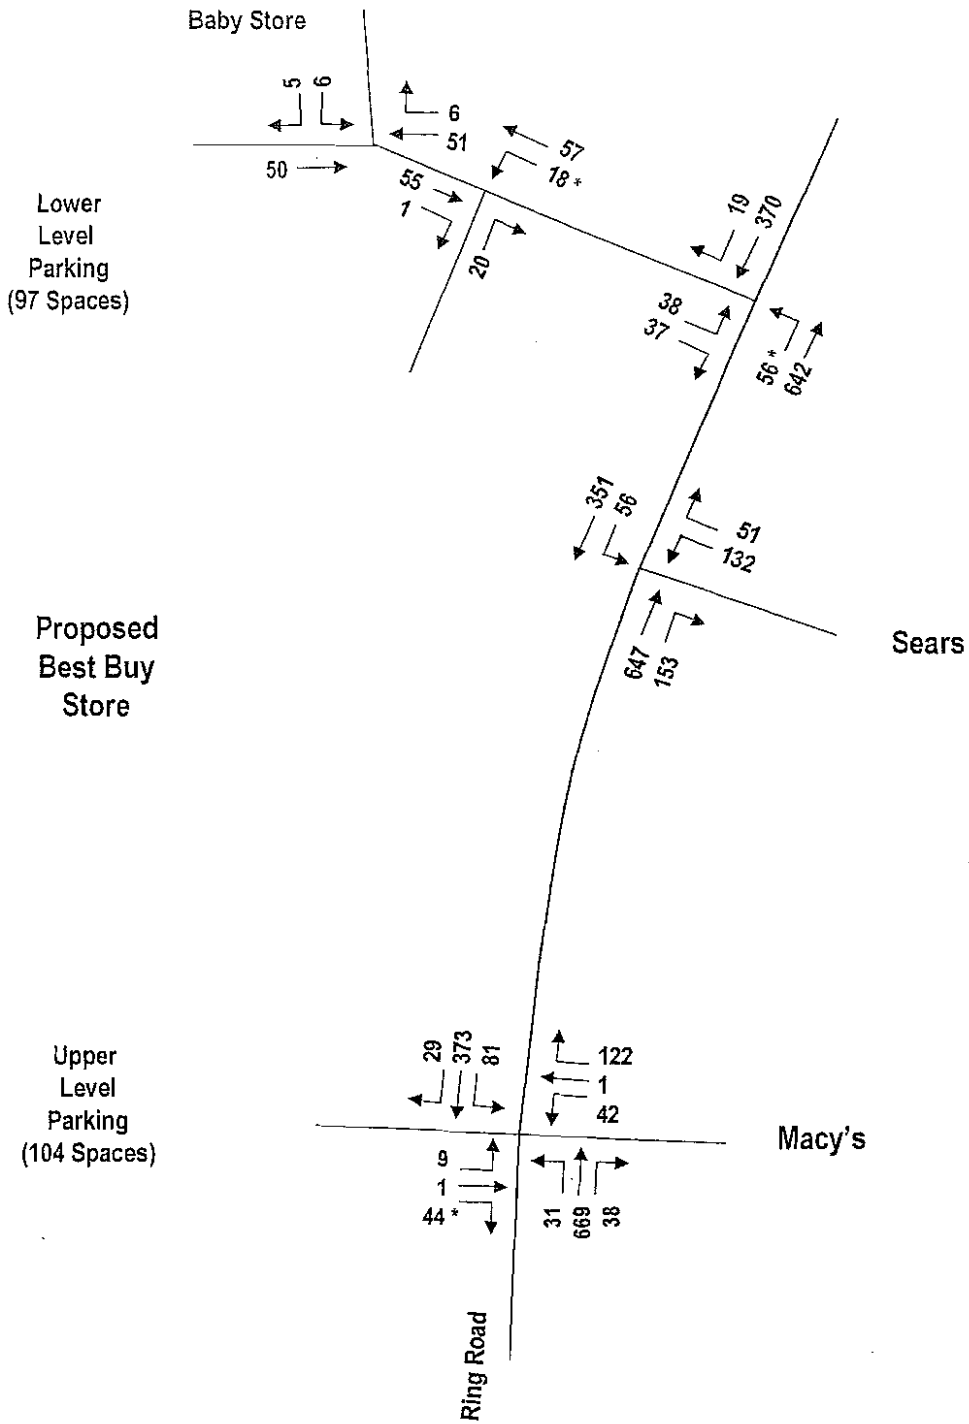 Baby Store
5
6
6
51
50
57
18 *
55
1
20
Lower
Level
Parking
(97 Spaces)
19
370
38
37
56 *
642
351
56
51
132
647
153
Sears
Proposed
Best Buy
Store
29
373
81
122
1
42
Upper
Level
Parking
(104 Spaces)
Macy's
9
1
44 *
31
669
38
Ring Road